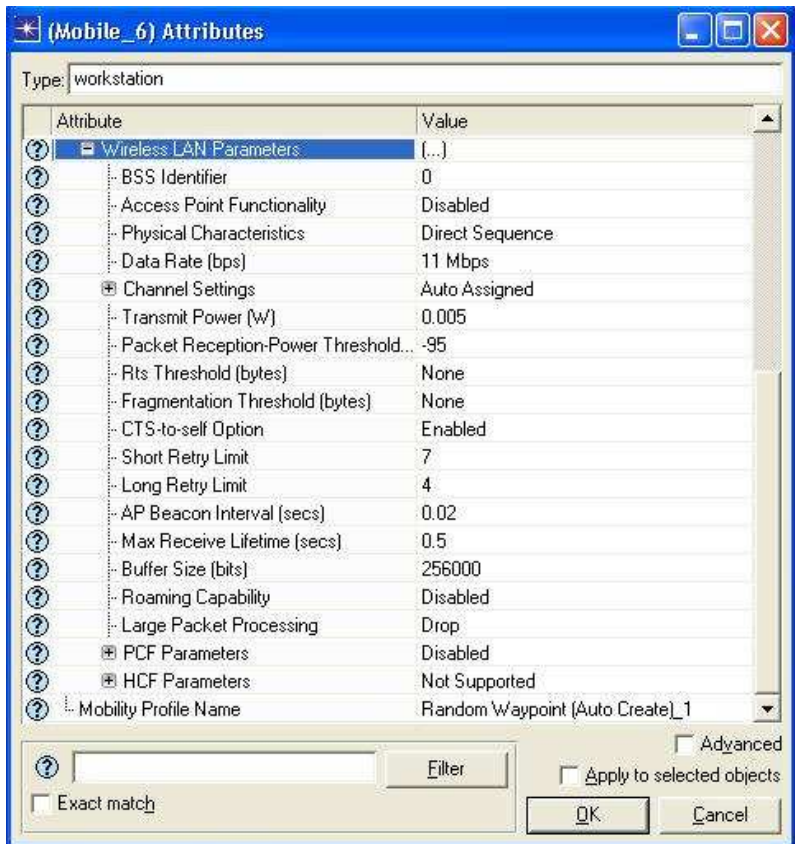 (Mobile_6) Attributes
Type: workstation
Attribute Value
Wireless LAN Parameters (...)
BSS Identifier 0
Access Point Functionality Disabled
Physical Characteristics Direct Sequence
Data Rate (bps) 11 Mbps
Channel Settings Auto Assigned
Transmit Power (W) 0.005
Packet Reception-Power Threshold... -95
Rts Threshold (bytes) None
Fragmentation Threshold (bytes) None
CTS-to-self Option Enabled
Short Retry Limit 7
Long Retry Limit 4
AP Beacon Interval (secs) 0.02
Max Receive Lifetime (secs) 0.5
Buffer Size (bits) 256000
Roaming Capability Disabled
Large Packet Processing Drop
PCF Parameters Disabled
HCF Parameters Not Supported
Mobility Profile Name Random Waypoint (Auto Create)_1
Advanced
Filter
Apply to selected objects
Exact match
OK Cancel